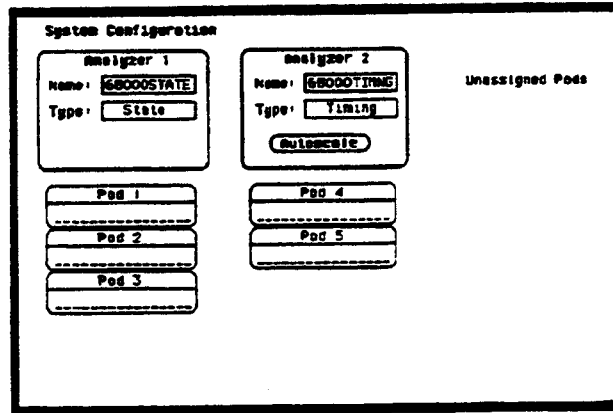 System Configuration
Analyzer 1
Name: 68000STATE
Type: State
Analyzer 2
Name: 68000TIMNG
Type: Timing
Autoscale
Unassigned Pods
Pod 1
Pod 2
Pod 3
Pod 4
Pod 5